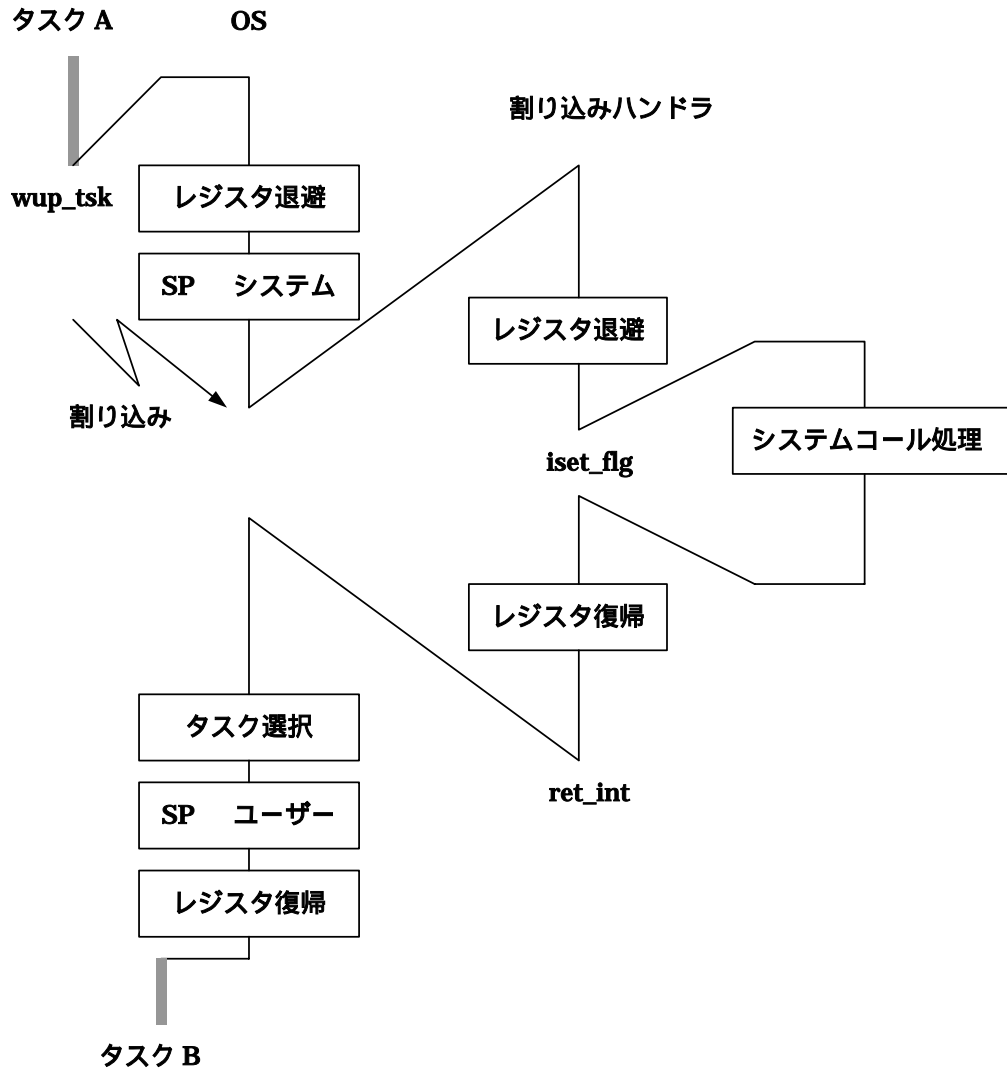 タスク A
OS
割り込みハンドラ
wup_tsk
レジスタ退避
SP システム
レジスタ退避
割り込み
システムコール処理
iset_flg
レジスタ復帰
タスク選択
ret_int
SP ユーザー
レジスタ復帰
タスク B